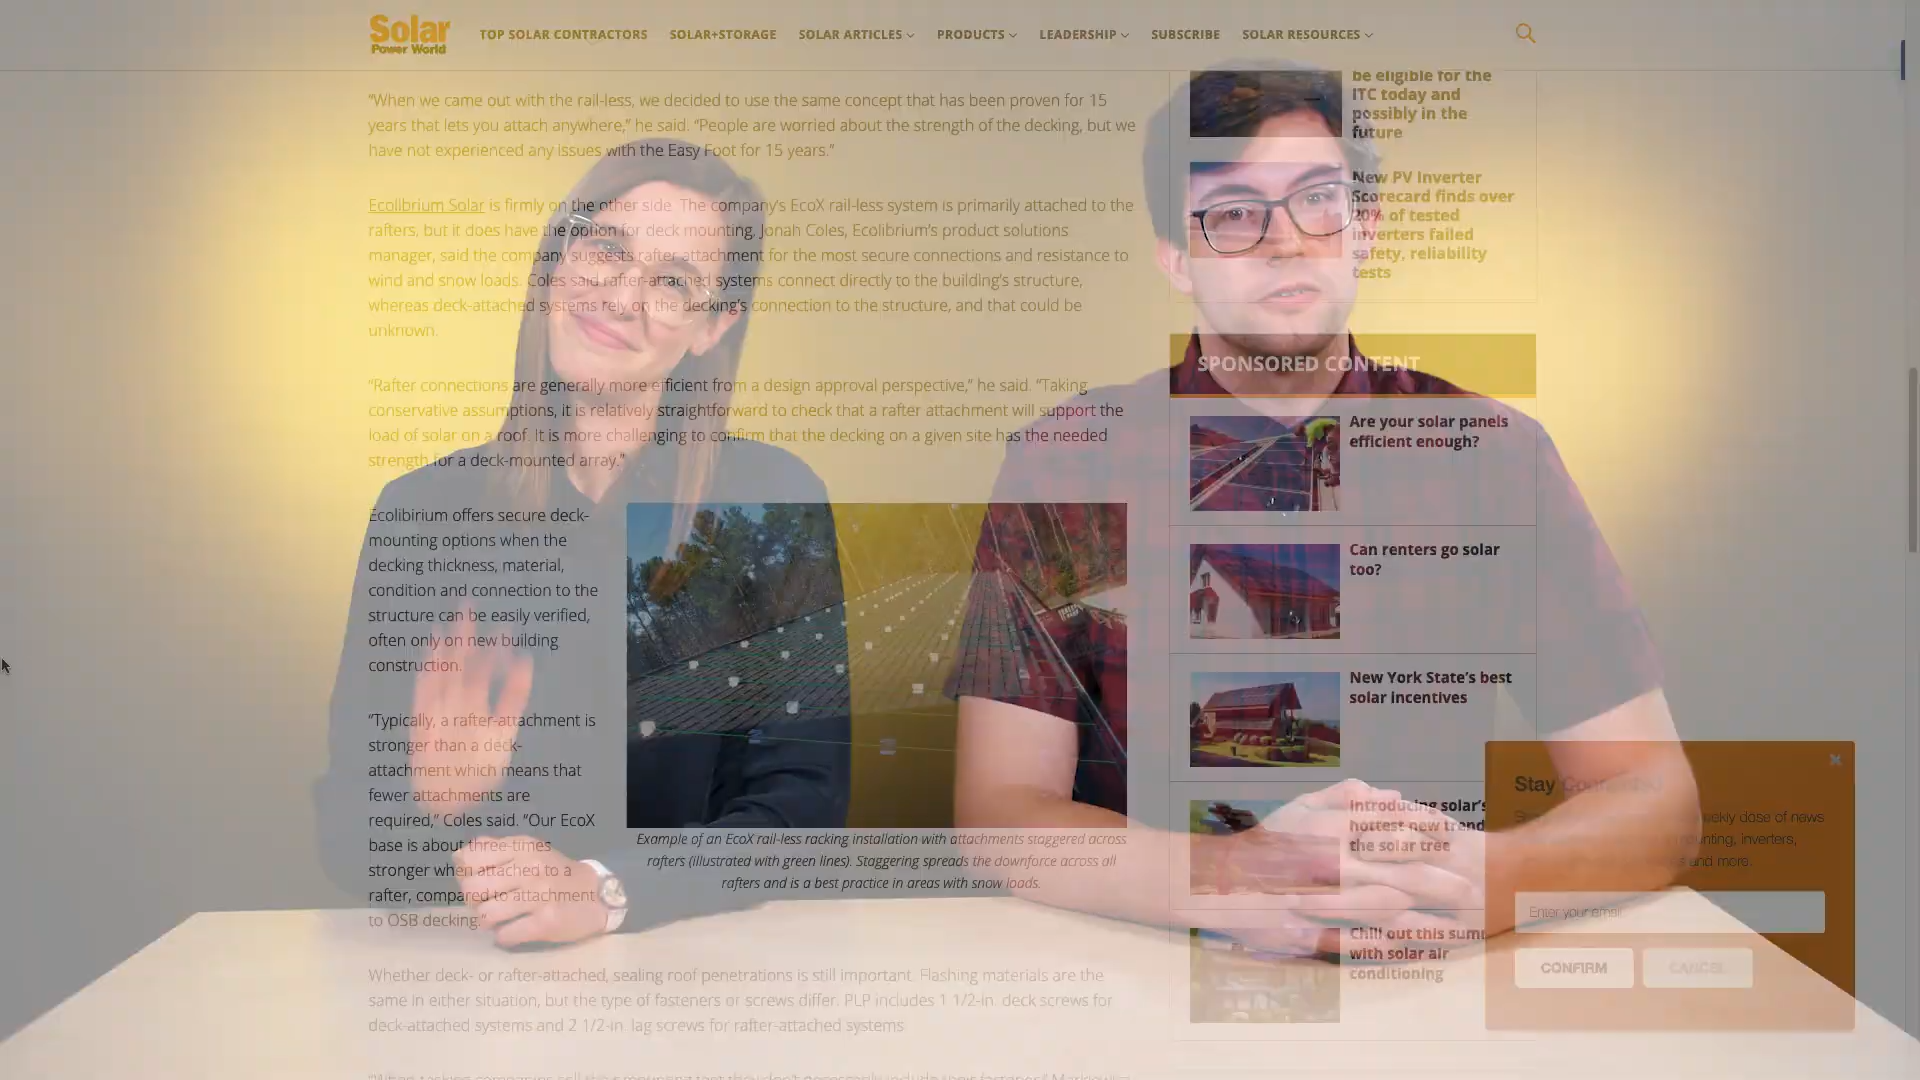 Solar
Power World
TOP SOLAR CONTRACTORS
SOLAR+STORAGE
SOLAR ARTICLES
PRODUCTS
LEADERSHIP
SUBSCRIBE
SOLAR RESOURCES
“When we came out with the rail-less, we decided to use the same concept that has been proven for 15
years that lets you attach anywhere,” he said. “People are worried about the strength of the decking, but we
have not experienced any issues with the Easy Foot for 15 years.”
Ecolibrium Solar is firmly on the other side. The company’s EcoX rail-less system is primarily attached to the
rafters, but it does have the option for deck mounting. Jonah Coles, Ecolibrium’s product solutions
manager, said the company suggests rafter attachment for the most secure connections and resistance to
wind and snow loads. Coles said rafter-attached systems connect directly to the building’s structure,
whereas deck-attached systems rely on the decking’s connection to the structure, and that could be
unknown.
“Rafter connections are generally more efficient from a design approval perspective,” he said. “Taking
conservative assumptions, it is relatively straightforward to check that a rafter attachment will support the
load of solar on a roof. It is more challenging to confirm that the decking on a given site has the needed
strength for a deck-mounted array.”
Ecolibirium offers secure deck-
mounting options when the
decking thickness, material,
condition and connection to the
structure can be easily verified,
often only on new building
construction.
“Typically, a rafter-attachment is
stronger than a deck-
attachment which means that
fewer attachments are
required,” Coles said. “Our EcoX
base is about three-times
stronger when attached to a
rafter, compared to attachment
to OSB decking.”
Example of an EcoX rail-less racking installation with attachments staggered across
rafters (illustrated with green lines). Staggering spreads the downforce across all
rafters and is a best practice in areas with snow loads.
Whether deck- or rafter-attached, sealing roof penetrations is still important. Flashing materials are the
same in either situation, but the type of fasteners or screws differ. PLP includes 1 1/2-in. deck screws for
deck-attached systems and 2 1/2-in. lag screws for rafter-attached systems
be eligible for the
ITC today and
possibly in the
future
New PV Inverter
Scorecard finds over
20% of tested
inverters failed
safety, reliability
tests
SPONSORED CONTENT
Are your solar panels
efficient enough?
Can renters go solar
too?
New York State’s best
solar incentives
Introducing solar’s
hottest new trend
the solar tree
Chill out this sum
with solar air
conditioning
Stay Connected
dose of news
inverters,
and more.
Enter your email
CONFIRM
CANCEL